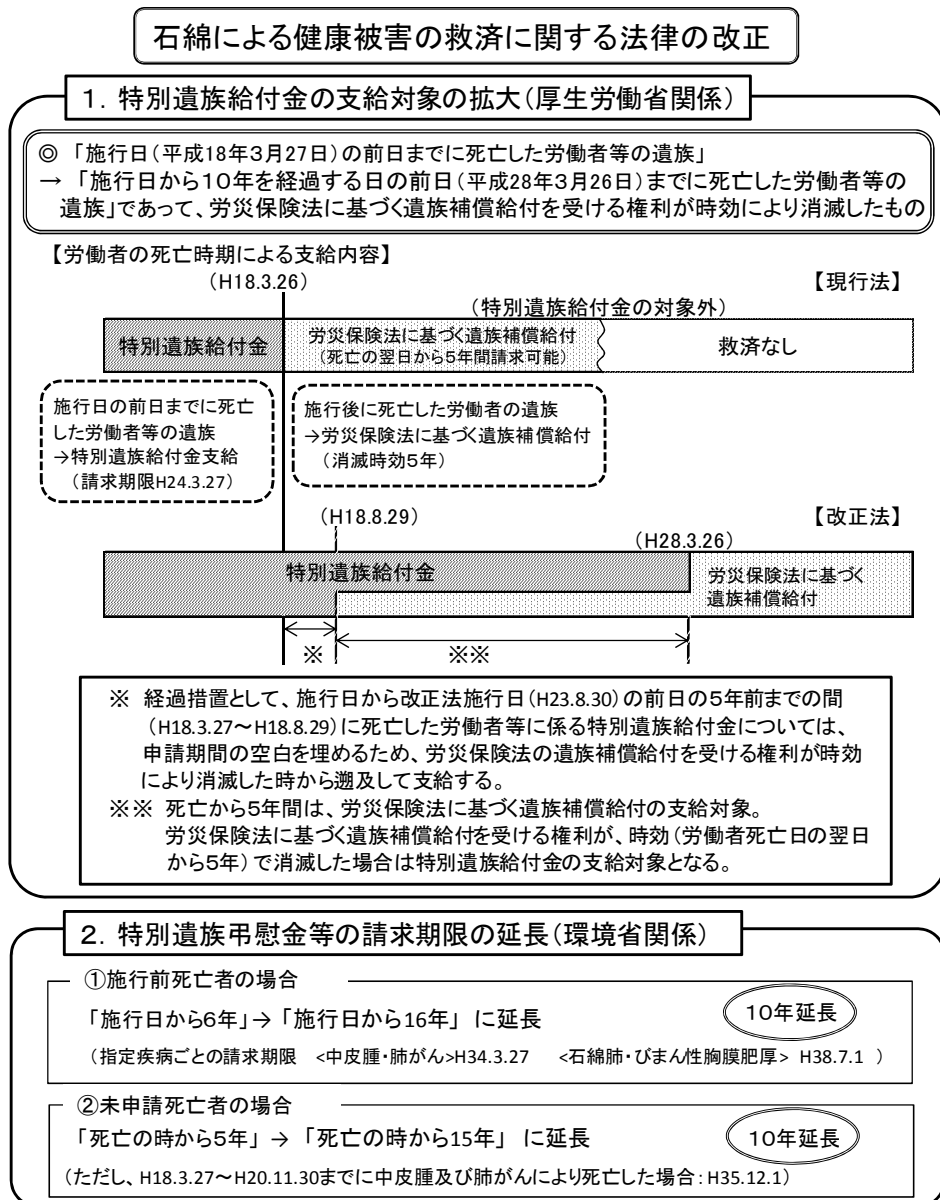 石綿による健康被害の救済に関する法律の改正
１．特別遺族給付金の支給対象の拡大（厚生労働省関係）
◎ 「施行日（平成18年3月27日）の前日までに死亡した労働者等の遺族」
→ 「施行日から１０年を経過する日の前日（平成28年3月26日）までに死亡した労働者等の
遺族」であって、労災保険法に基づく遺族補償給付を受ける権利が時効により消滅したもの
【労働者の死亡時期による支給内容】
（H18.3.26）
【現行法】
（特別遺族給付金の対象外）
特別遺族給付金
労災保険法に基づく遺族補償給付
（死亡の翌日から５年間請求可能）
救済なし
施行日の前日までに死亡
した労働者等の遺族
→特別遺族給付金支給
（請求期限H24.3.27）
施行後に死亡した労働者の遺族
→労災保険法に基づく遺族補償給付
（消滅時効５年）
（H18.8.29）
【改正法】
（H28.3.26）
特別遺族給付金
労災保険法に基づく
遺族補償給付
※
※※
※ 経過措置として、施行日から改正法施行日（H23.8.30）の前日の５年前までの間
（H18.3.27～H18.8.29）に死亡した労働者等に係る特別遺族給付金については、
申請期間の空白を埋めるため、労災保険法の遺族補償給付を受ける権利が時効
により消滅した時から遡及して支給する。
※※ 死亡から５年間は、労災保険法に基づく遺族補償給付の支給対象。
労災保険法に基づく遺族補償給付を受ける権利が、時効（労働者死亡日の翌日
から５年）で消滅した場合は特別遺族給付金の支給対象となる。
２．特別遺族弔慰金等の請求期限の延長（環境省関係）
①施行前死亡者の場合
「施行日から６年」→ 「施行日から16年」 に延長
１０年延長
（指定疾病ごとの請求期限 <中皮腫・肺がん>H34.3.27 <石綿肺・びまん性胸膜肥厚> H38.7.1 ）
②未申請死亡者の場合
「死亡の時から５年」 → 「死亡の時から15年」 に延長
１０年延長
（ただし、H18.3.27～H20.11.30までに中皮腫及び肺がんにより死亡した場合：H35.12.1）